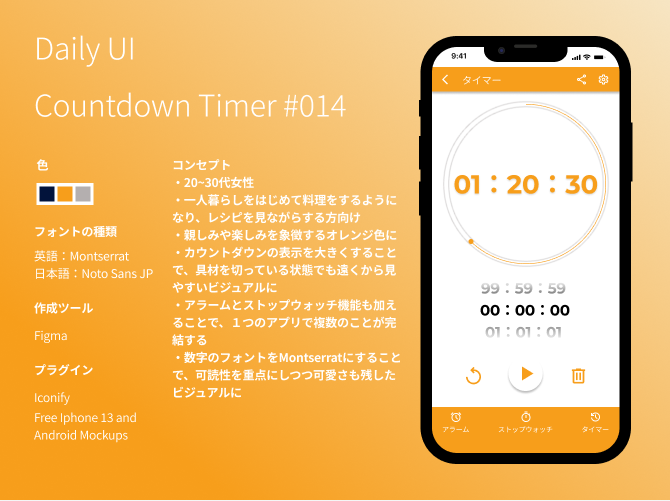 Daily UI
Countdown Timer #014
色
フォントの種類
英語：Montserrat
日本語：Noto Sans JP
作成ツール
Figma
プラグイン
Iconify
Free Iphone 13 and
Android Mockups
コンセプト
・20~30代女性
・一人暮らしをはじめて料理をするように
なり、レシピを見ながらする方向け
・親しみや楽しみを象徴するオレンジ色に
・カウントダウンの表示を大きくすること
で、具材を切っている状態でも遠くから見
やすいビジュアルに
・アラームとストップウォッチ機能も加え
ることで、１つのアプリで複数のことが完
結する
・数字のフォントをMontserratにすること
で、可読性を重点にしつつ可愛さも残した
ビジュアルに
9:41
タイマー
01：20：30
99：59：59
00：00：00
01：01：01
アラーム
ストップウォッチ
タイマー